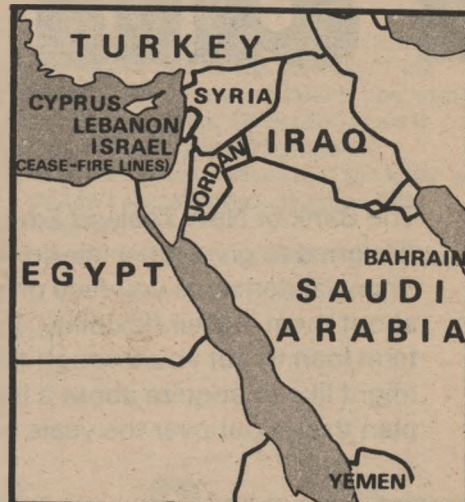 TURKEY
CYPRUS
SYRIA
LEBANON
ISRAEL
(CEASE-FIRE LINES)
JORDAN
IRAQ
EGYPT
BAHRAIN
SAUDI
ARABIA
YEMEN